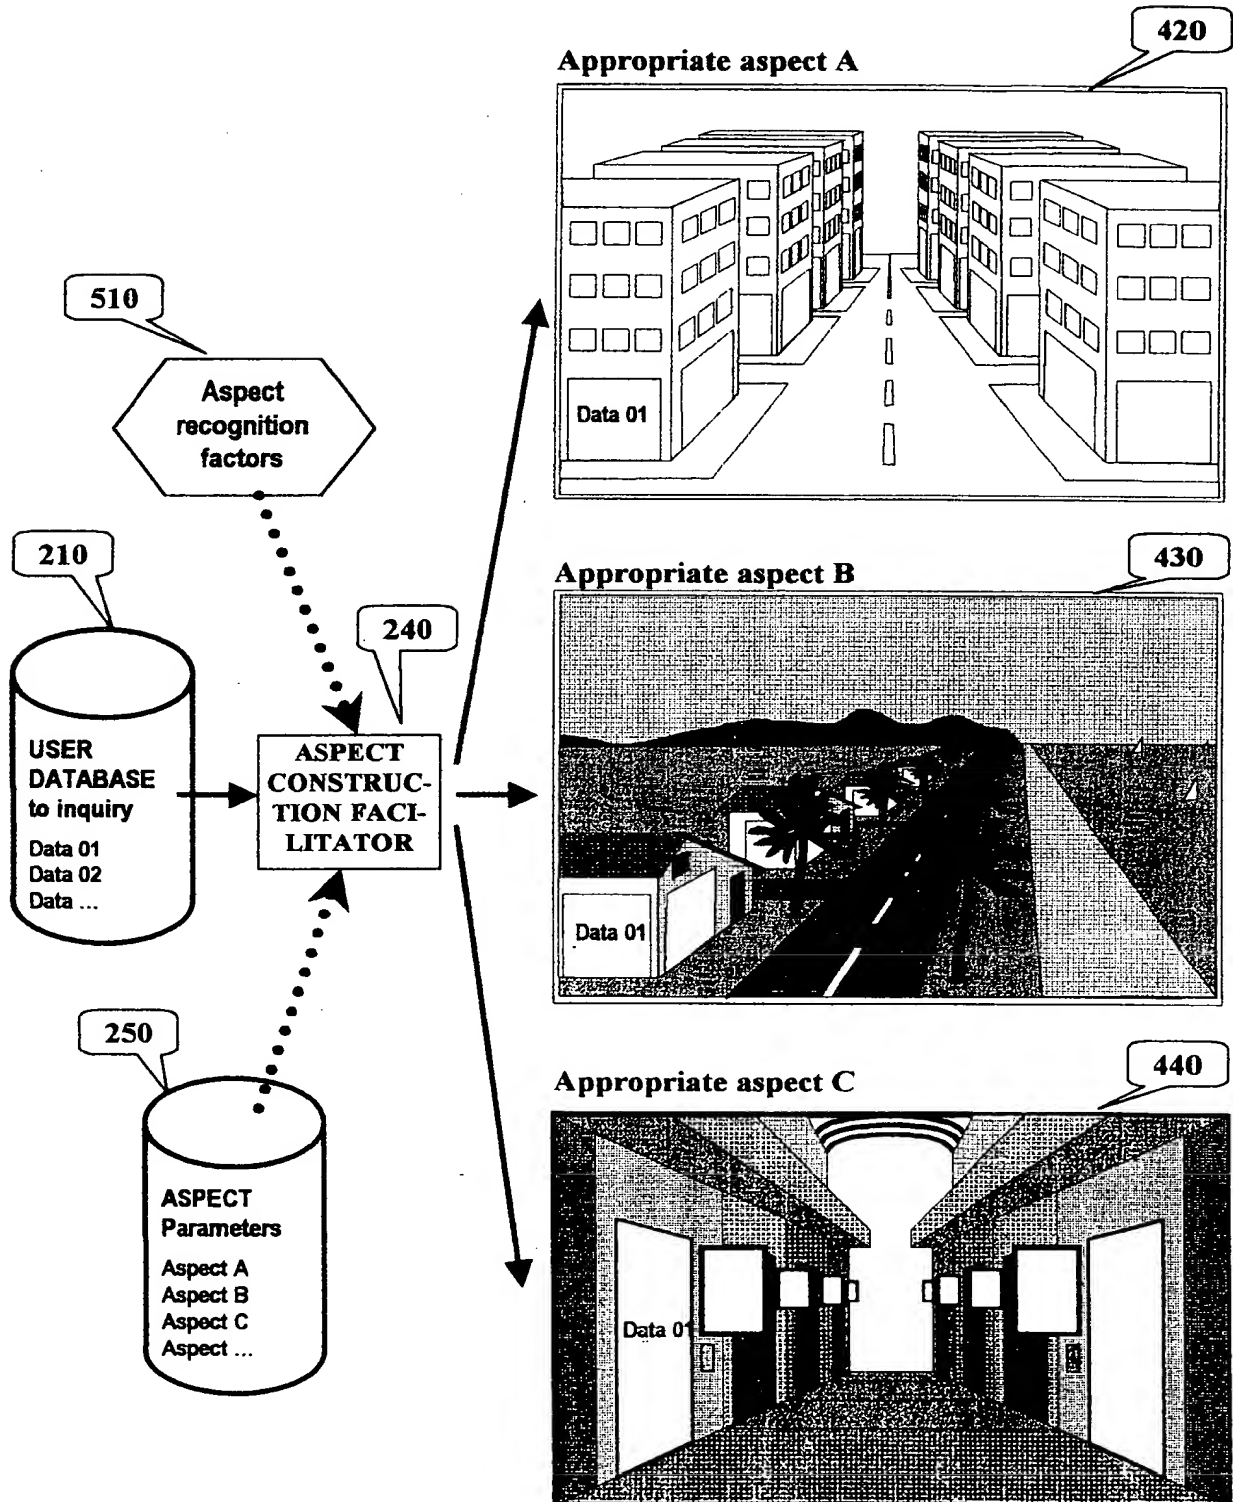 420
Appropriate aspect A
Data 01
510
Aspect
recognition
factors
210
USER
DATABASE
to inquiry
Data 01
Data 02
Data ...
240
ASPECT
CONSTRUC-
TION FACI-
LITATOR
430
Appropriate aspect B
Data 01
250
ASPECT
Parameters
Aspect A
Aspect B
Aspect C
Aspect ...
440
Appropriate aspect C
Data 01